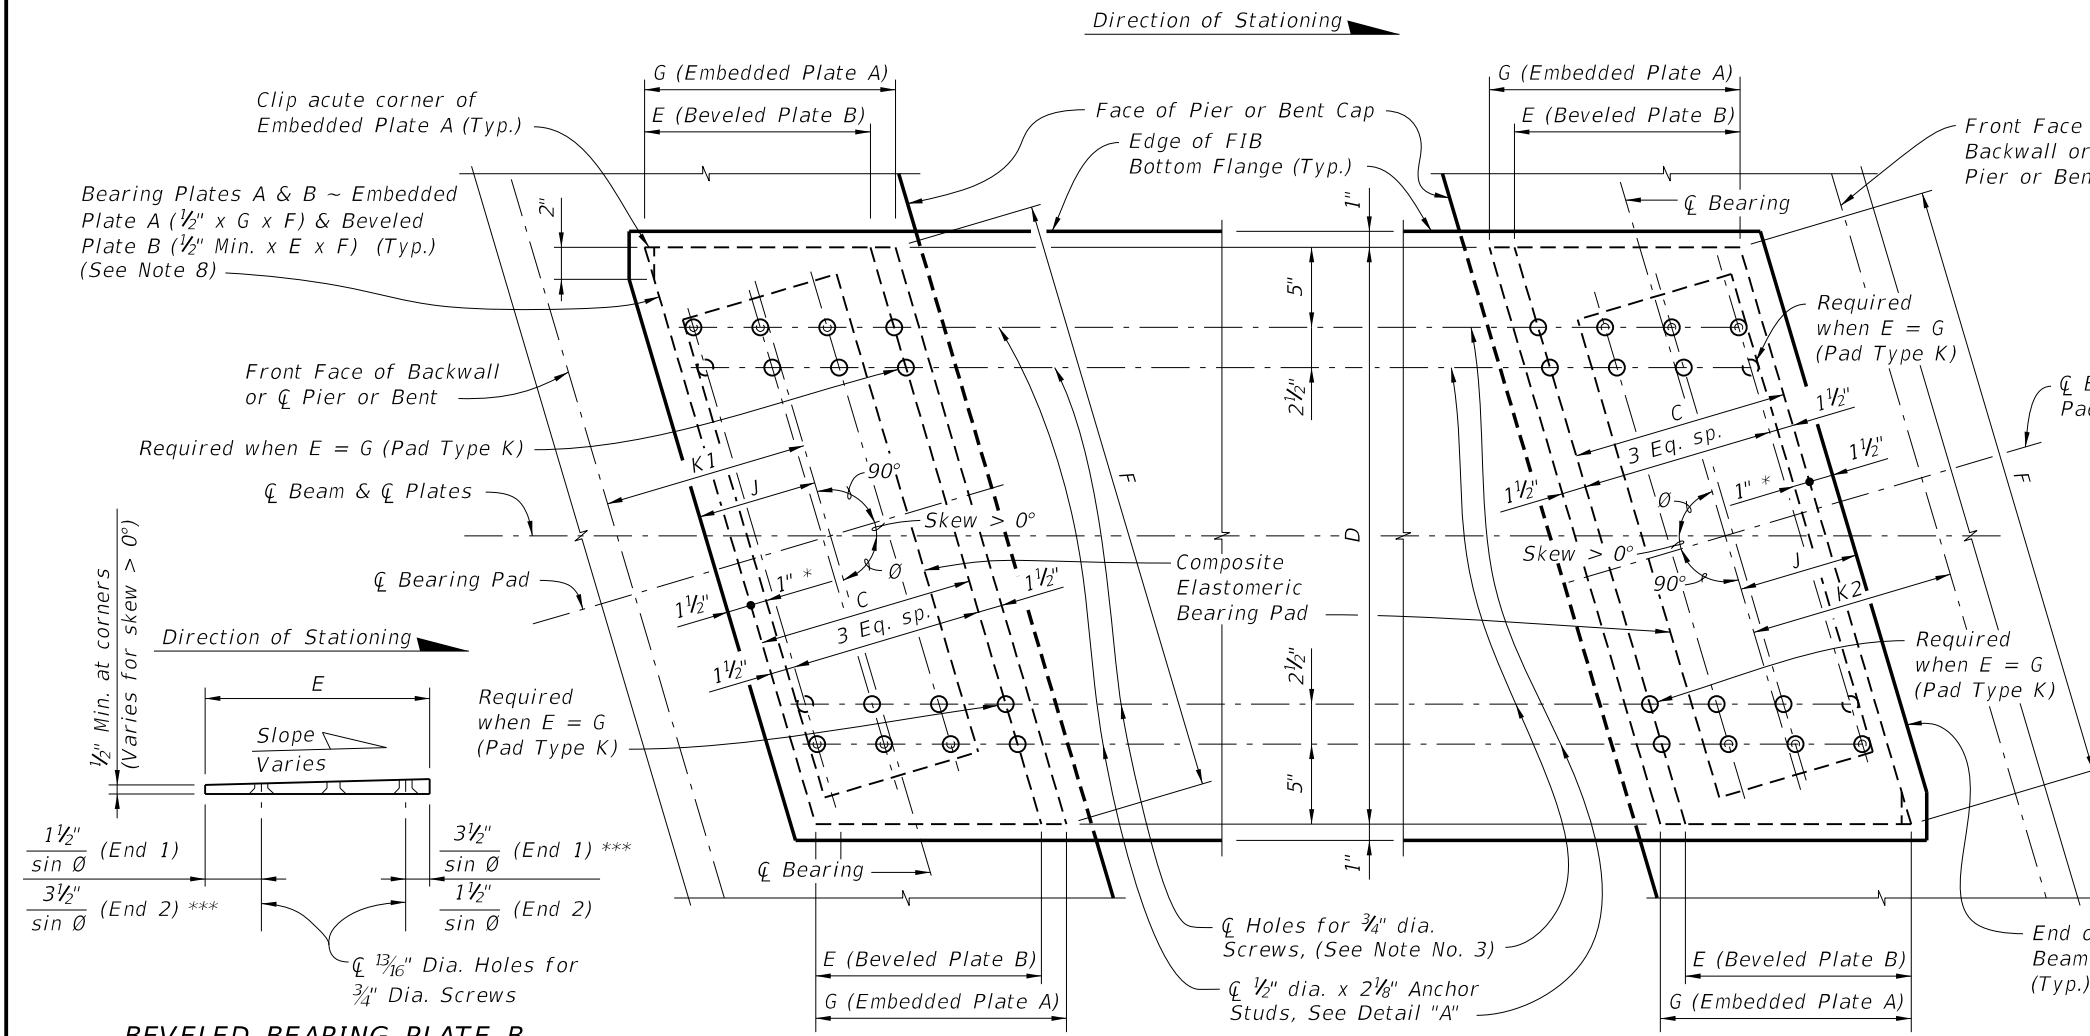 Direction of Stationing
G (Embedded Plate A)
E (Beveled Plate B)
Clip acute corner of
Embedded Plate A (Typ.)
Face of Pier or Bent Cap
Edge of FIB
Bottom Flange (Typ.)
G (Embedded Plate A)
E (Beveled Plate B)
Front Face
Backwall or
Pier or Ben
Bearing Plates A & B ~ Embedded
Plate A (½" x G x F) & Beveled
Plate B (½" Min. x E x F) (Typ.)
(See Note 8)
2"
1"
℄ Bearing
5"
2½"
Required
when E = G
(Pad Type K)
Front Face of Backwall
or ℄ Pier or Bent
℄ B
Pad
Required when E = G (Pad Type K)
℄ Beam & ℄ Plates
K1
J
90°
Skew > 0°
Ø
F
C
3 Eq. sp.
1½"
1½"
1" *
1½"
Ø
Skew > 0°
90°
J
K2
F
D
℄ Bearing Pad
1" *
1½"
C
3 Eq. sp.
1½"
1½"
Composite
Elastomeric
Bearing Pad
½" Min. at corners
(Varies for skew > 0°)
Direction of Stationing
E
Slope
Varies
Required
when E = G
(Pad Type K)
2½"
5"
1"
Required
when E = G
(Pad Type K)
1½"
sin Ø (End 1)
3½"
sin Ø (End 2) ***
3½"
sin Ø (End 1) ***
1½"
sin Ø (End 2)
℄ 13/16" Dia. Holes for
¾" Dia. Screws
℄ Bearing
E (Beveled Plate B)
G (Embedded Plate A)
℄ Holes for ¾" dia.
Screws, (See Note No. 3)
℄ ½" dia. x 2⅛" Anchor
Studs, See Detail "A"
E (Beveled Plate B)
G (Embedded Plate A)
End o
Beam
(Typ.)
BEVELED BEARING PLATE B